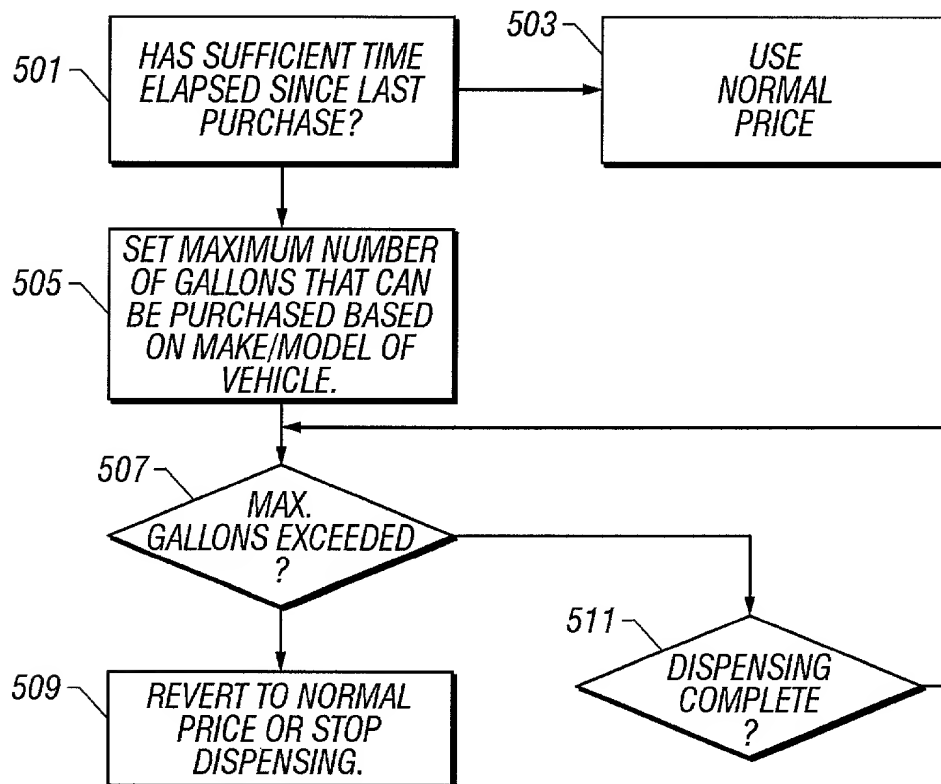 501
HAS SUFFICIENT TIME
ELAPSED SINCE LAST
PURCHASE?
503
USE
NORMAL
PRICE
505
SET MAXIMUM NUMBER
OF GALLONS THAT CAN
BE PURCHASED BASED
ON MAKE/MODEL OF
VEHICLE.
507
MAX.
GALLONS EXCEEDED
?
509
REVERT TO NORMAL
PRICE OR STOP
DISPENSING.
511
DISPENSING
COMPLETE
?